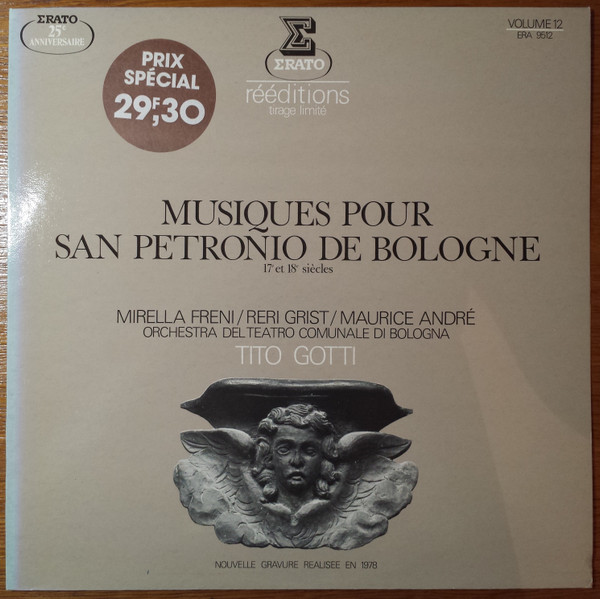 ERATO
25e
ANNIVERSAIRE
PRIX
SPÉCIAL
29F,30
ERATO
rééditions
tirage limité
VOLUME 12
ERA 9512
MUSIQUES POUR
SAN PETRONIO DE BOLOGNE
17e et 18e siècles
MIRELLA FRENI/RERI GRIST/MAURICE ANDRÉ
ORCHESTRA DEL TEATRO COMUNALE DI BOLOGNA
TITO GOTTI
NOUVELLE GRAVURE REALISEE EN 1978